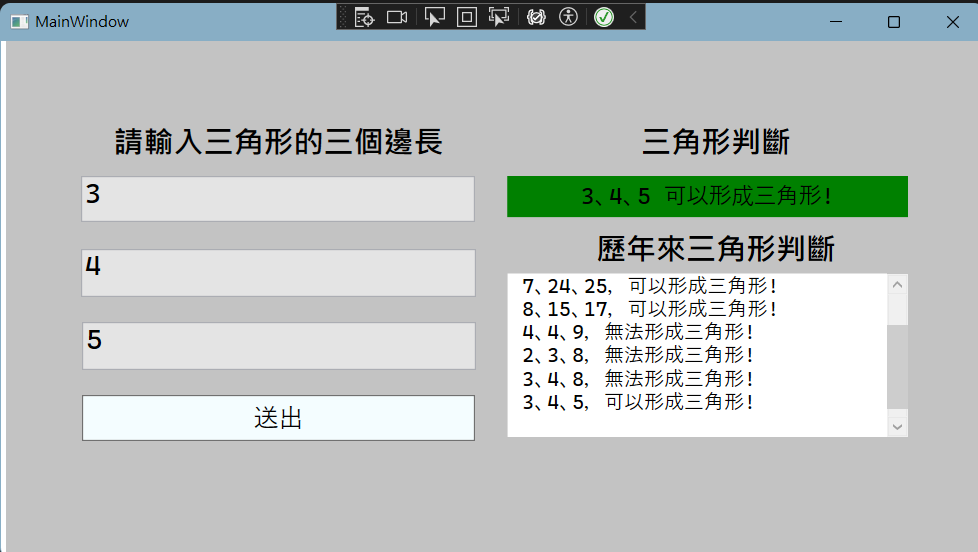 MainWindow
請輸入三角形的三個邊長
3
4
5
送出
三角形判斷
3、4、5 可以形成三角形!
歷年來三角形判斷
7、24、25, 可以形成三角形!
8、15、17, 可以形成三角形!
4、4、9, 無法形成三角形!
2、3、8, 無法形成三角形!
3、4、8, 無法形成三角形!
3、4、5, 可以形成三角形!